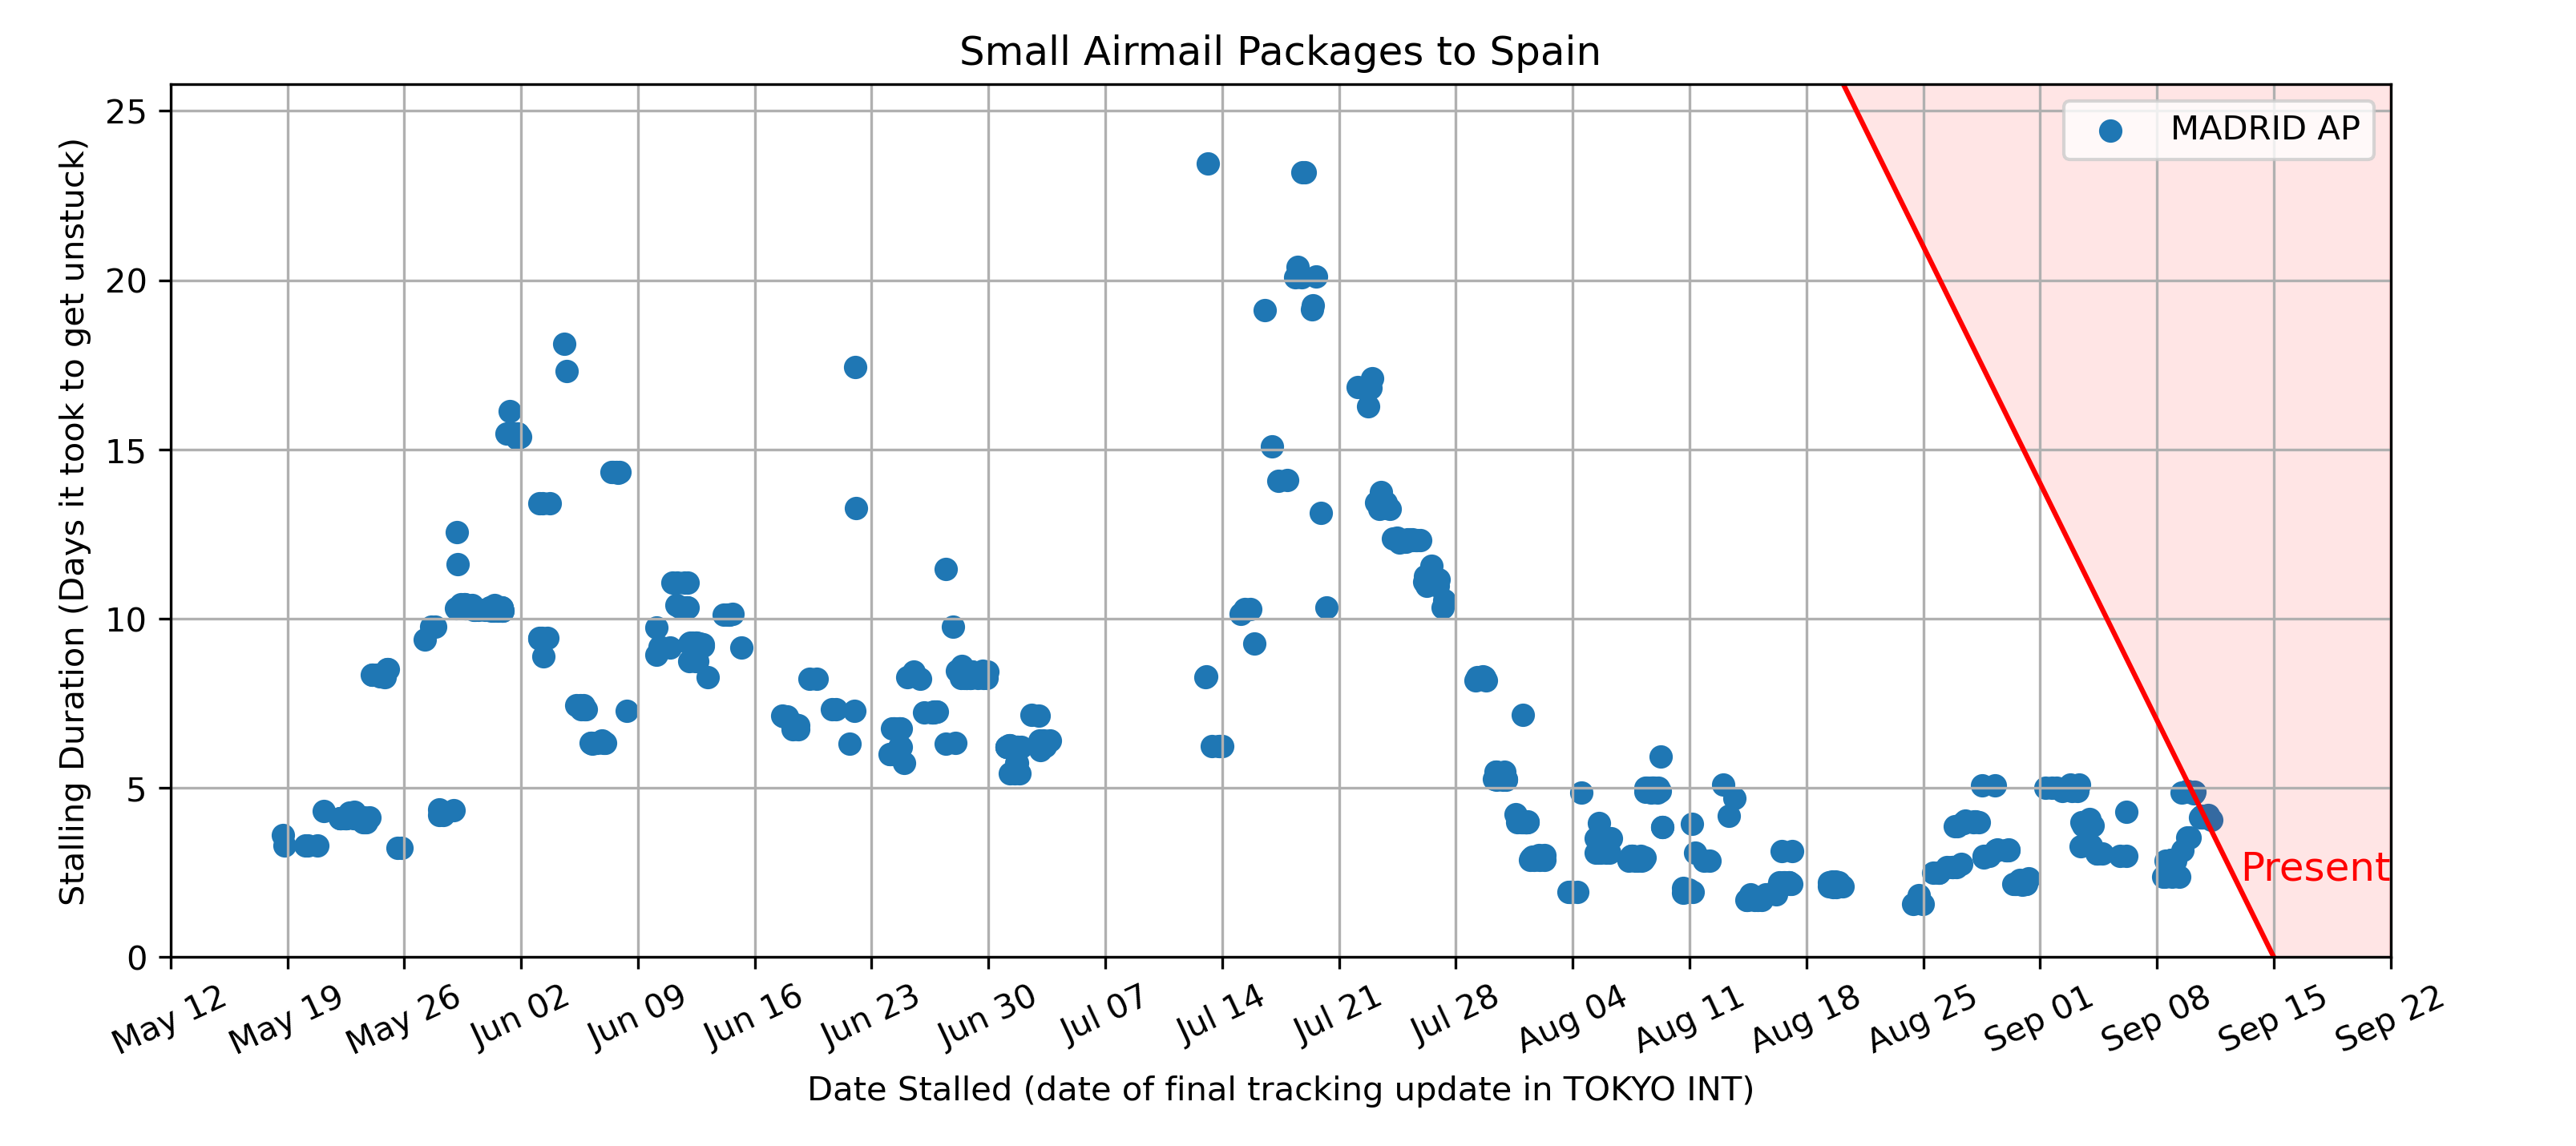 Small Airmail Packages to Spain
MADRID AP
Stalling Duration (Days it took to get unstuck)
25
20
15
10
5
0
Present
May 12
May 19
May 26
Jun 02
Jun 09
Jun 16
Jun 23
Jun 30
Jul 07
Jul 14
Jul 21
Jul 28
Aug 04
Aug 11
Aug 18
Aug 25
Sep 01
Sep 08
Sep 15
Sep 22
Date Stalled (date of final tracking update in TOKYO INT)